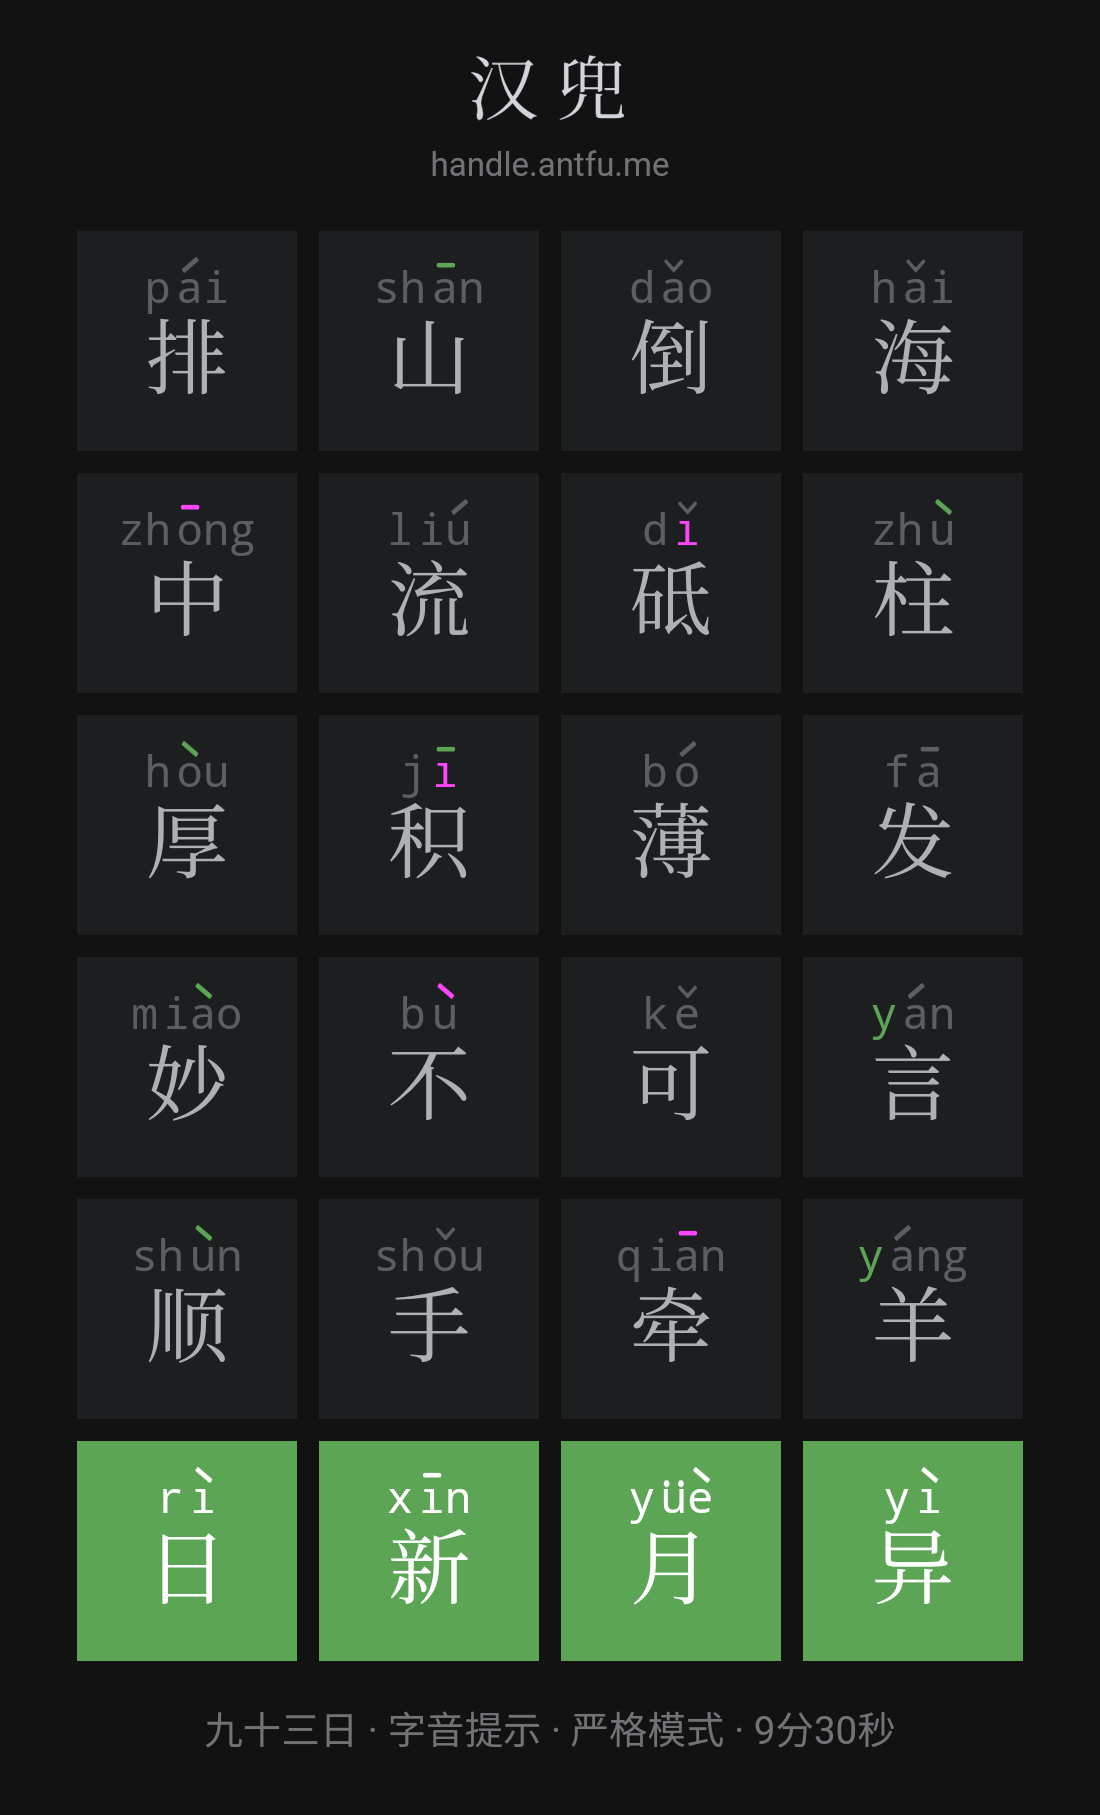 汉兜
handle.antfu.me
pái shān dǎo hǎi
排 山 倒 海
zhōng liú dǐ zhù
中 流 砥 柱
hòu jī bó fā
厚 积 薄 发
miào bù kě yán
妙 不 可 言
shùn shǒu qiān yáng
顺 手 牵 羊
rì xīn yüè yì
日 新 月 异
九十三日 · 字音提示 · 严格模式 · 9分30秒